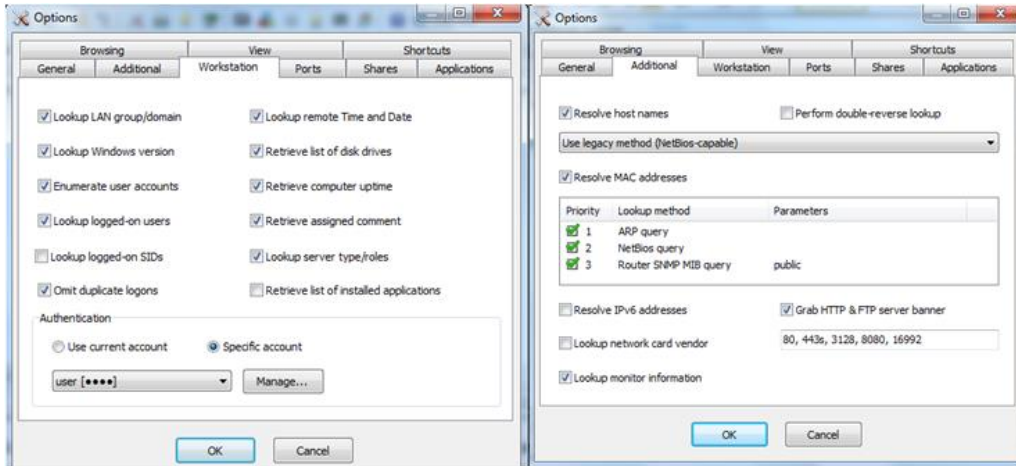 Options
Browsing View Shortcuts
General Additional Workstation Ports Shares Applications
Lookup LAN group/domain Lookup remote Time and Date
Lookup Windows version Retrieve list of disk drives
Enumerate user accounts Retrieve computer uptime
Lookup logged-on users Retrieve assigned comment
Lookup logged-on SIDs Lookup server type/roles
Omit duplicate logons Retrieve list of installed applications
Authentication
Use current account Specific account
user [●●●●] Manage...
OK Cancel
Options
Browsing View Shortcuts
General Additional Workstation Ports Shares Applications
Resolve host names Perform double-reverse lookup
Use legacy method (NetBios-capable)
Resolve MAC addresses
Priority Lookup method Parameters
1 ARP query
2 NetBios query
3 Router SNMP MIB query public
Resolve IPv6 addresses Grab HTTP & FTP server banner
Lookup network card vendor 80, 443s, 3128, 8080, 16992
Lookup monitor information
OK Cancel